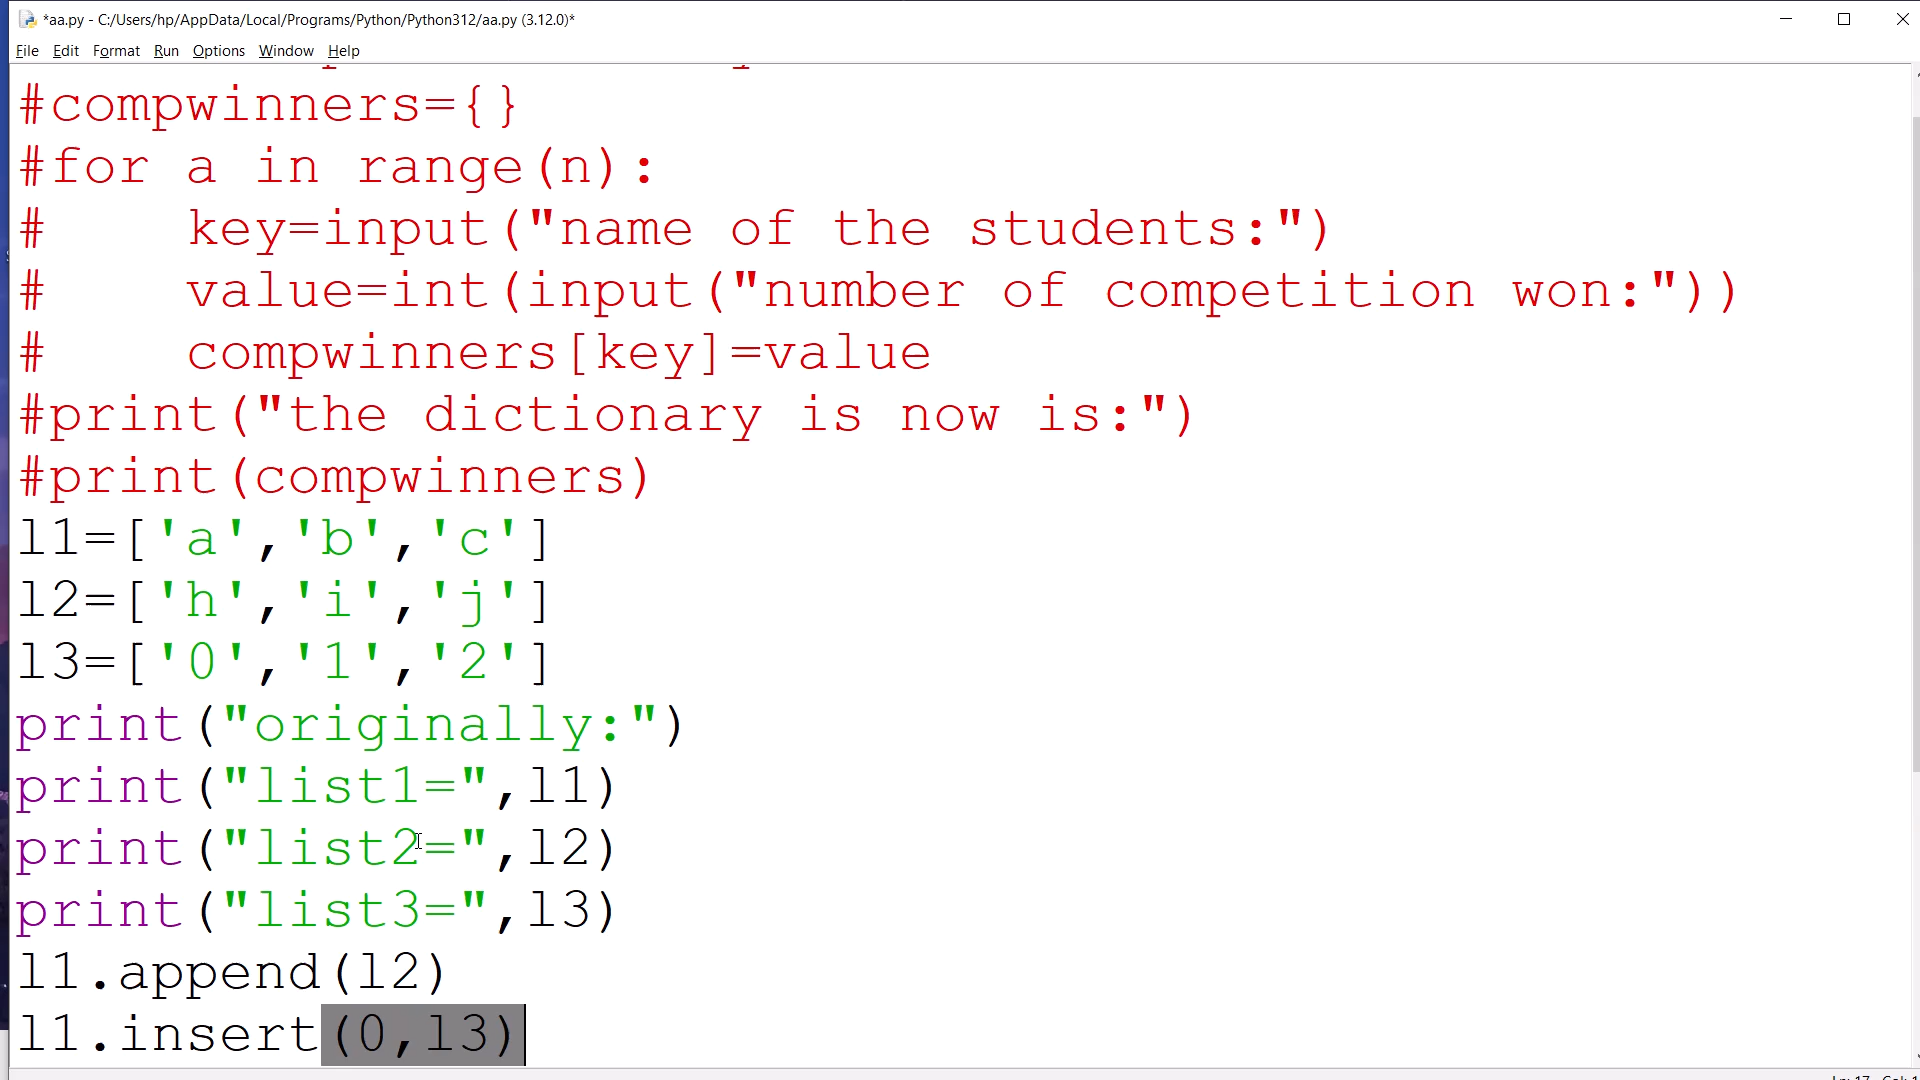 *aa.py - C:/Users/hp/AppData/Local/Programs/Python/Python312/aa.py (3.12.0)*
File Edit Format Run Options Window Help
#compwinners={}
#for a in range(n):
#    key=input("name of the students:")
#    value=int(input("number of competition won:"))
#    compwinners[key]=value
#print("the dictionary is now is:")
#print(compwinners)
l1=['a','b','c']
l2=['h','i','j']
l3=['0','1','2']
print("originally:")
print("list1=",l1)
print("list2=",l2)
print("list3=",l3)
l1.append(l2)
l1.insert(0,l3)